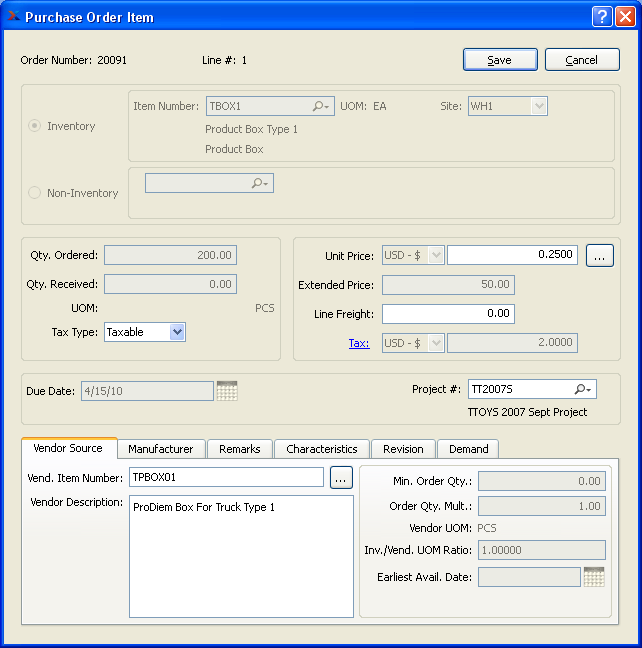 Purchase Order Item
Order Number: 20091 Line #: 1 Save Cancel
Inventory
Item Number: TBOX1 UOM: EA Site: WH1
Product Box Type 1
Product Box
Non-Inventory
Qty. Ordered: 200.00
Qty. Received: 0.00
UOM: PCS
Tax Type: Taxable
Unit Price: USD - $ 0.2500 ...
Extended Price: 50.00
Line Freight: 0.00
Tax: USD - $ 2.0000
Due Date: 4/15/10
Project #: TT2007S
TTOYS 2007 Sept Project
Vendor Source Manufacturer Remarks Characteristics Revision Demand
Vend. Item Number: TPBOX01 ...
Vendor Description: ProDiem Box For Truck Type 1
Min. Order Qty.: 0.00
Order Qty. Mult.: 1.00
Vendor UOM: PCS
Inv./Vend. UOM Ratio: 1.00000
Earliest Avail. Date: